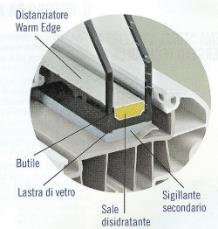 Distanziatore
Warm Edge
Butile
Lastra di vetro
Sale
disidratante
Sigillante
secondario